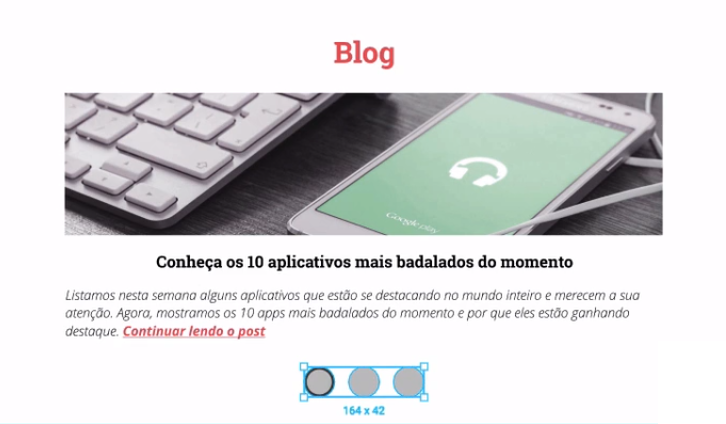 Blog
Google play
Conheça os 10 aplicativos mais badalados do momento
Listamos nesta semana alguns aplicativos que estão se destacando no mundo inteiro e merecem a sua
atenção. Agora, mostramos os 10 apps mais badalados do momento e por que eles estão ganhando
destaque. Continuar lendo o post
164 x 42